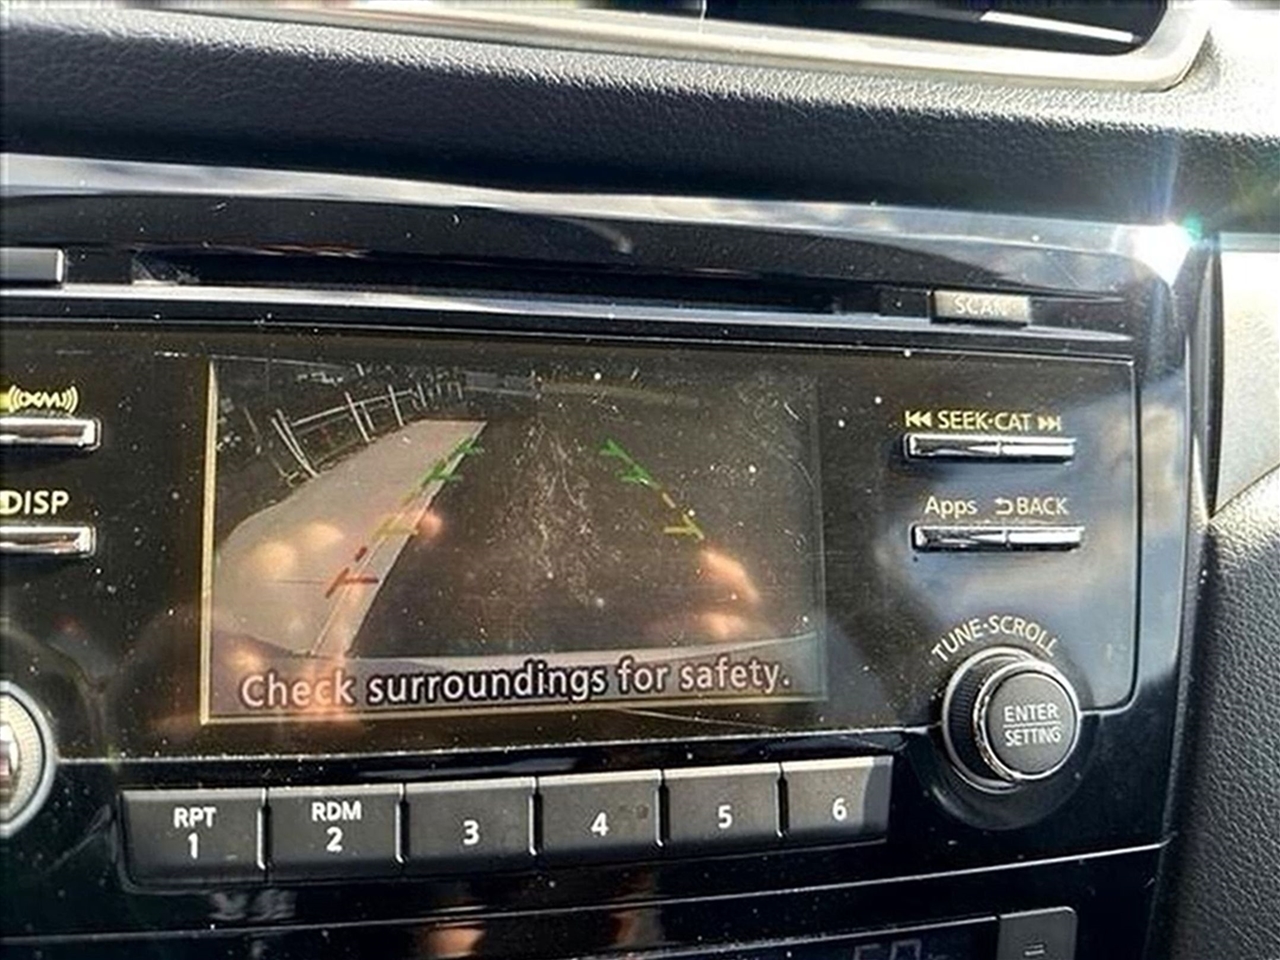 SCAN
((XM))
SEEK·CAT
DISP
Apps BACK
TUNE·SCROLL
ENTER
SETTING
Check surroundings for safety.
RPT
1
RDM
2
3
4
5
6